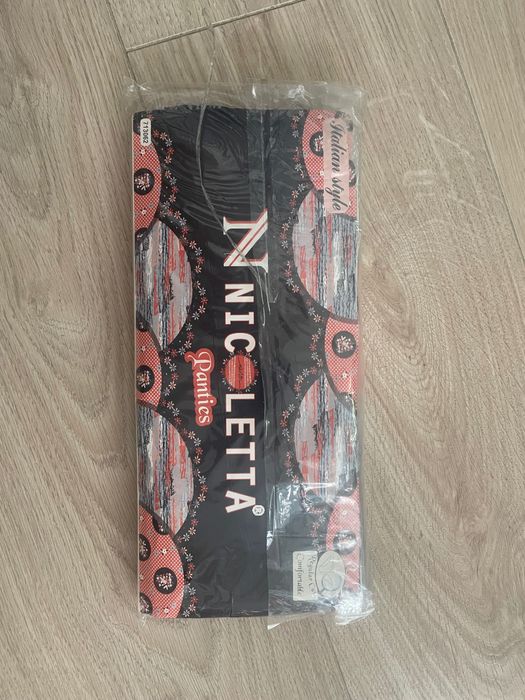 713062
Italian style
N
NICOLETTA®
Panties
Comfortable